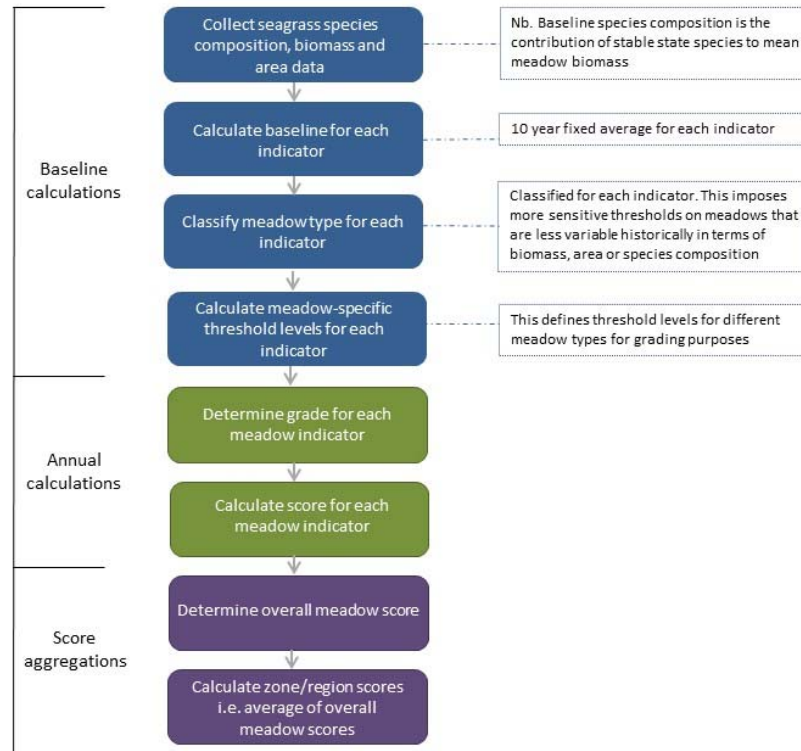 Collect seagrass species
composition, biomass and
area data
Nb. Baseline species composition is the
contribution of stable state species to mean
meadow biomass
Baseline
calculations
Calculate baseline for each
indicator
10 year fixed average for each indicator
Classify meadow type for each
indicator
Classified for each indicator. This imposes
more sensitive thresholds on meadows that
are less variable historically in terms of
biomass, area or species composition
Calculate meadow-specific
threshold levels for each
indicator
This defines threshold levels for different
meadow types for grading purposes
Annual
calculations
Determine grade for each
meadow indicator
Calculate score for each
meadow indicator
Score
aggregations
Determine overall meadow score
Calculate zone/region scores
i.e. average of overall
meadow scores